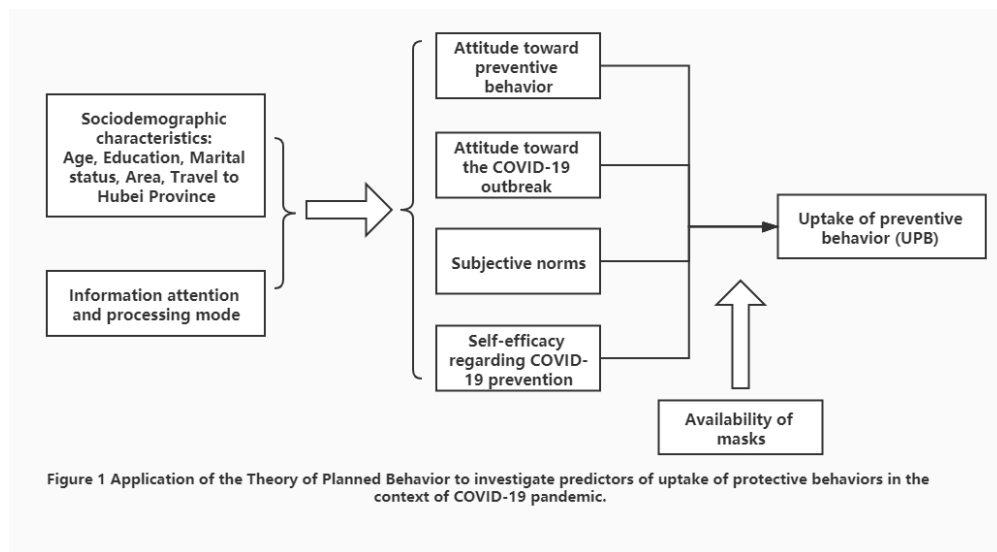 Sociodemographic
characteristics:
Age, Education, Marital
status, Area, Travel to
Hubei Province
Information attention
and processing mode
Attitude toward
preventive
behavior
Attitude toward
the COVID-19
outbreak
Subjective norms
Self-efficacy
regarding COVID-
19 prevention
Uptake of preventive
behavior (UPB)
Availability of
masks
Figure 1 Application of the Theory of Planned Behavior to investigate predictors of uptake of protective behaviors in the
context of COVID-19 pandemic.